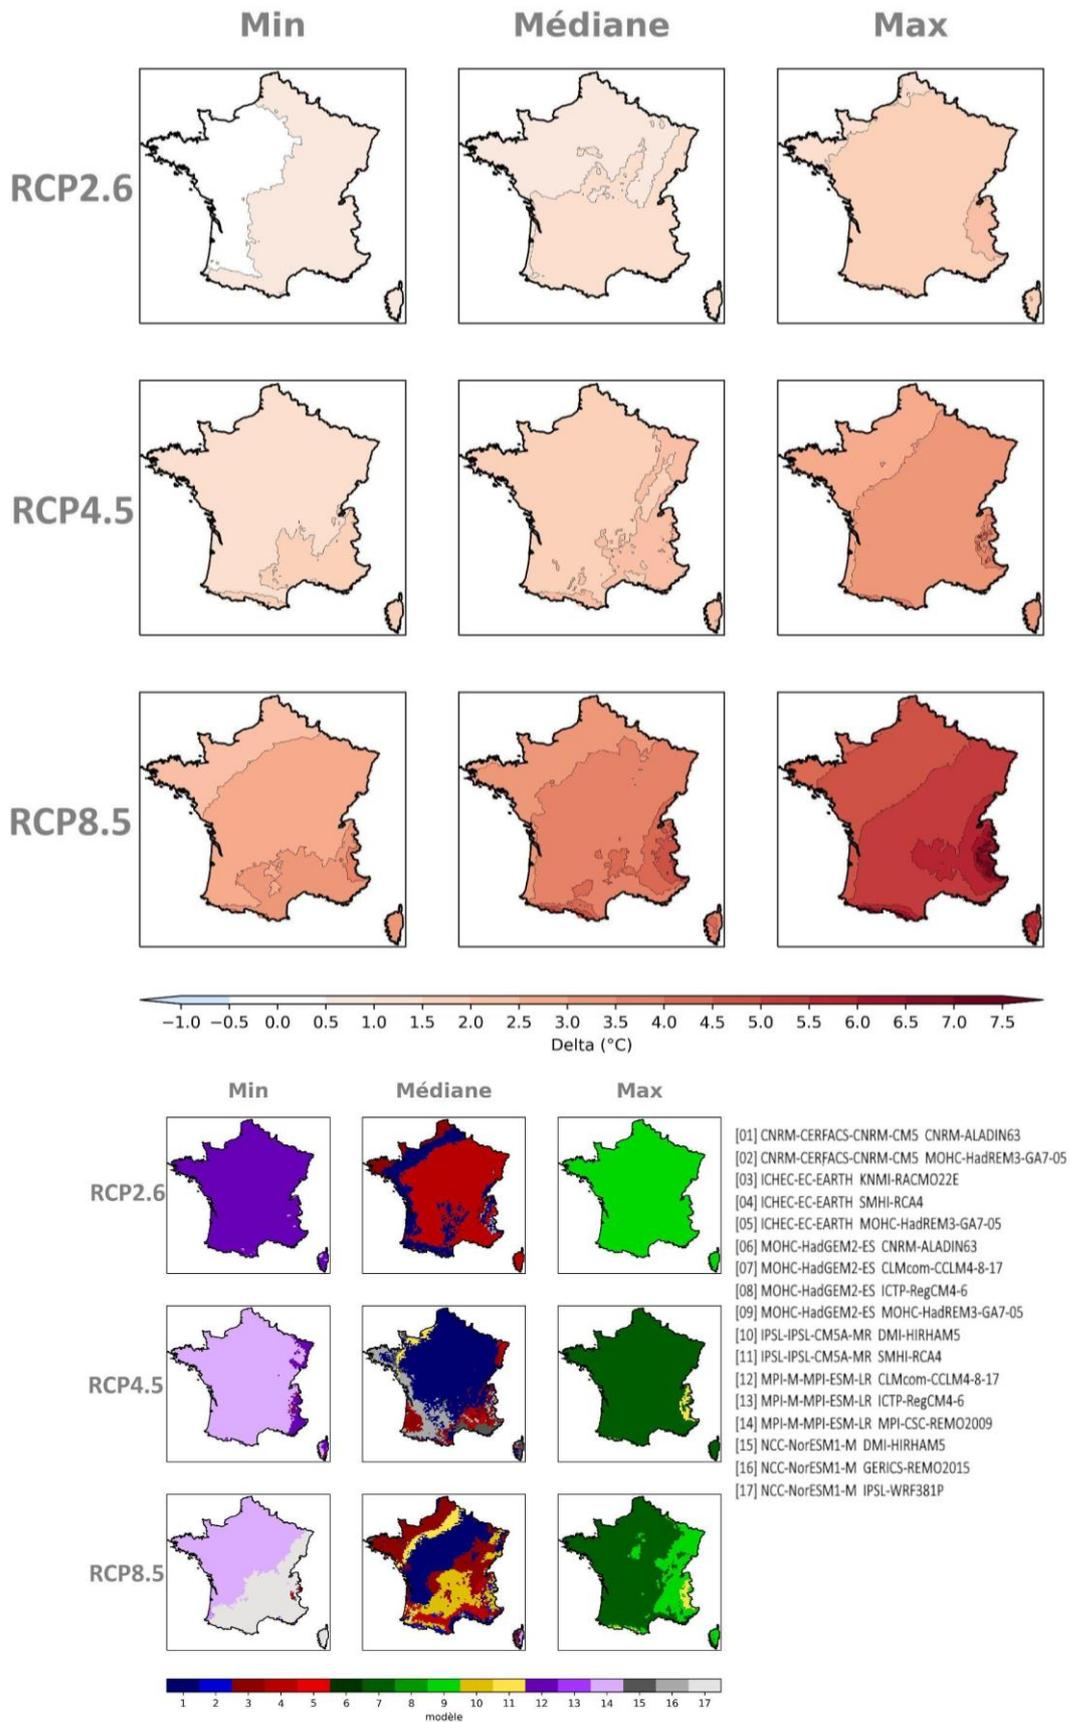 Min Médiane Max
RCP2.6
RCP4.5
RCP8.5
−1.0 −0.5 0.0 0.5 1.0 1.5 2.0 2.5 3.0 3.5 4.0 4.5 5.0 5.5 6.0 6.5 7.0 7.5
Delta (°C)
Min Médiane Max
RCP2.6
RCP4.5
RCP8.5
[01] CNRM-CERFACS-CNRM-CM5 CNRM-ALADIN63
[02] CNRM-CERFACS-CNRM-CM5 MOHC-HadREM3-GA7-05
[03] ICHEC-EC-EARTH KNMI-RACMO22E
[04] ICHEC-EC-EARTH SMHI-RCA4
[05] ICHEC-EC-EARTH MOHC-HadREM3-GA7-05
[06] MOHC-HadGEM2-ES CNRM-ALADIN63
[07] MOHC-HadGEM2-ES CLMcom-CCLM4-8-17
[08] MOHC-HadGEM2-ES ICTP-RegCM4-6
[09] MOHC-HadGEM2-ES MOHC-HadREM3-GA7-05
[10] IPSL-IPSL-CM5A-MR DMI-HIRHAM5
[11] IPSL-IPSL-CM5A-MR SMHI-RCA4
[12] MPI-M-MPI-ESM-LR CLMcom-CCLM4-8-17
[13] MPI-M-MPI-ESM-LR ICTP-RegCM4-6
[14] MPI-M-MPI-ESM-LR MPI-CSC-REMO2009
[15] NCC-NorESM1-M DMI-HIRHAM5
[16] NCC-NorESM1-M GERICS-REMO2015
[17] NCC-NorESM1-M IPSL-WRF381P
1 2 3 4 5 6 7 8 9 10 11 12 13 14 15 16 17
modèle